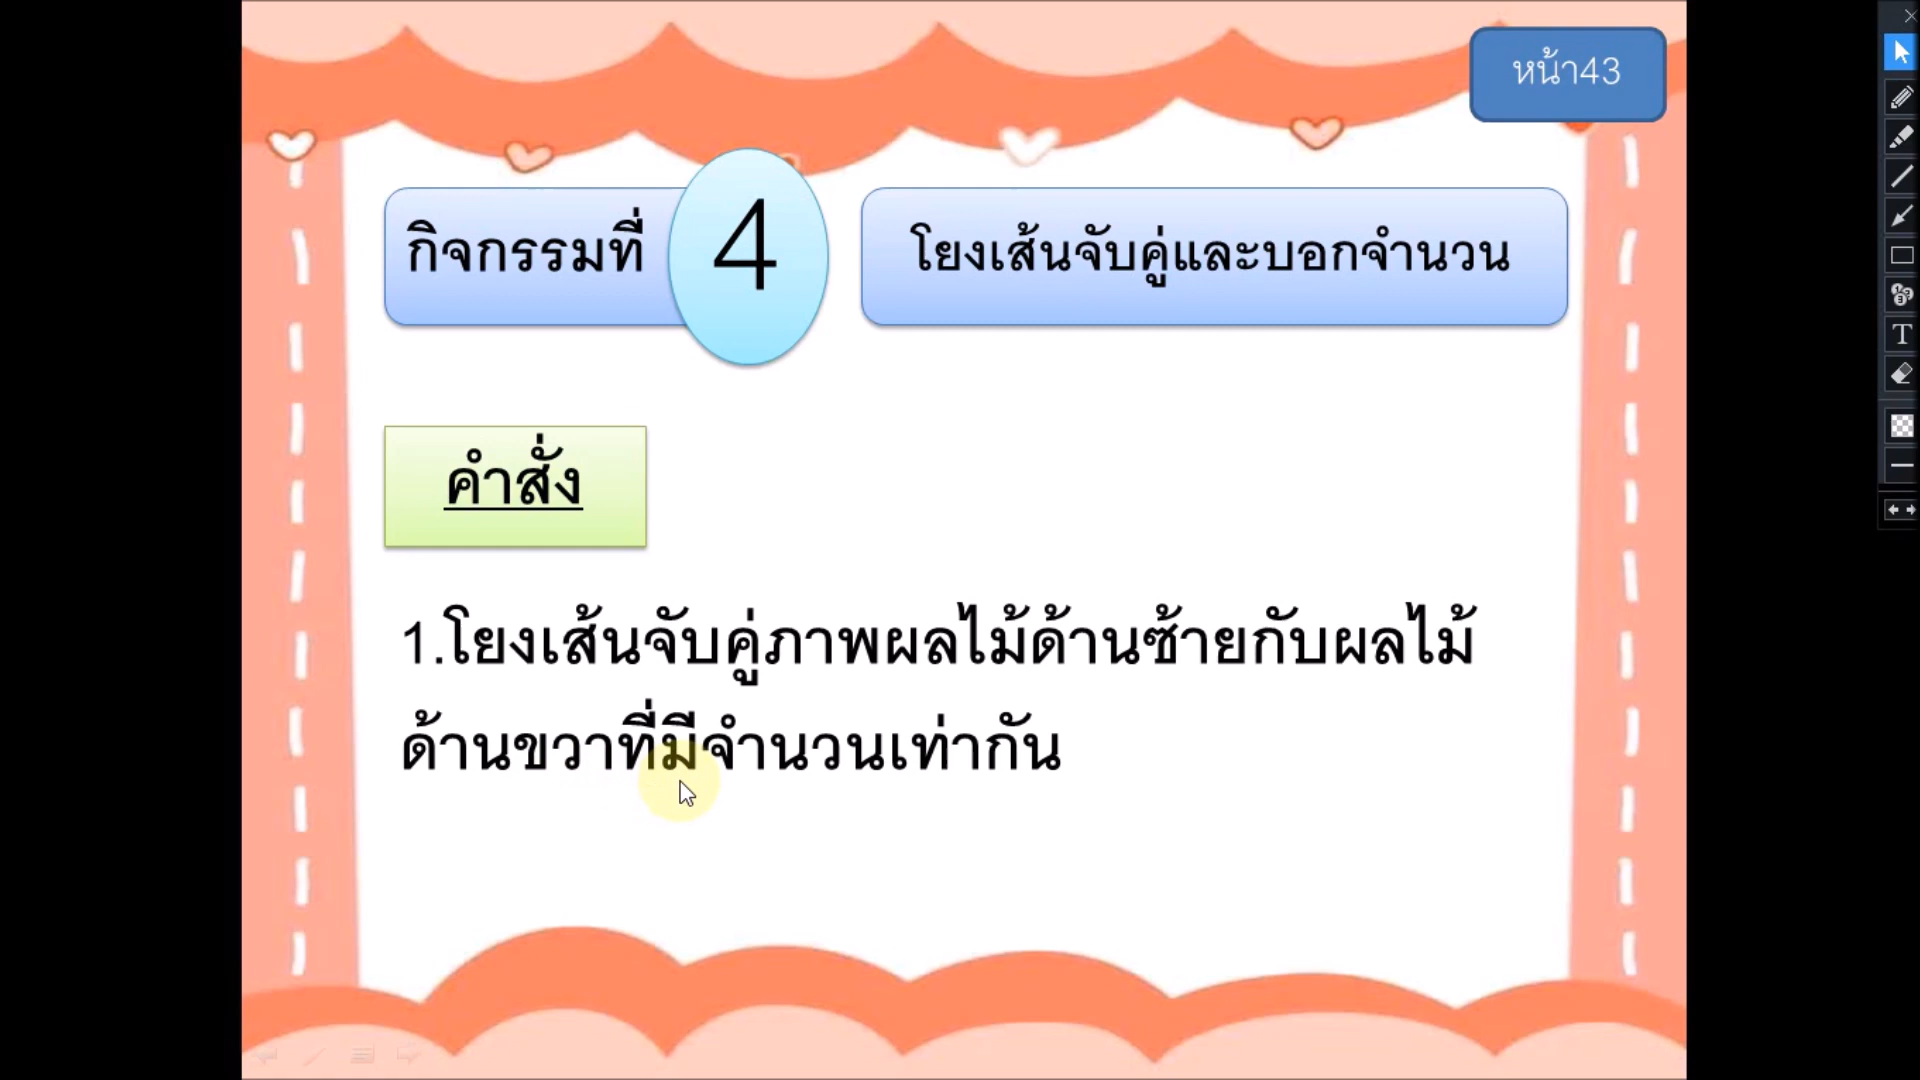 หน้า43
กิจกรรมที่ 4 โยงเส้นจับคู่และบอกจำนวน
คำสั่ง
1.โยงเส้นจับคู่ภาพผลไม้ด้านซ้ายกับผลไม้
ด้านขวาที่มีจำนวนเท่ากัน